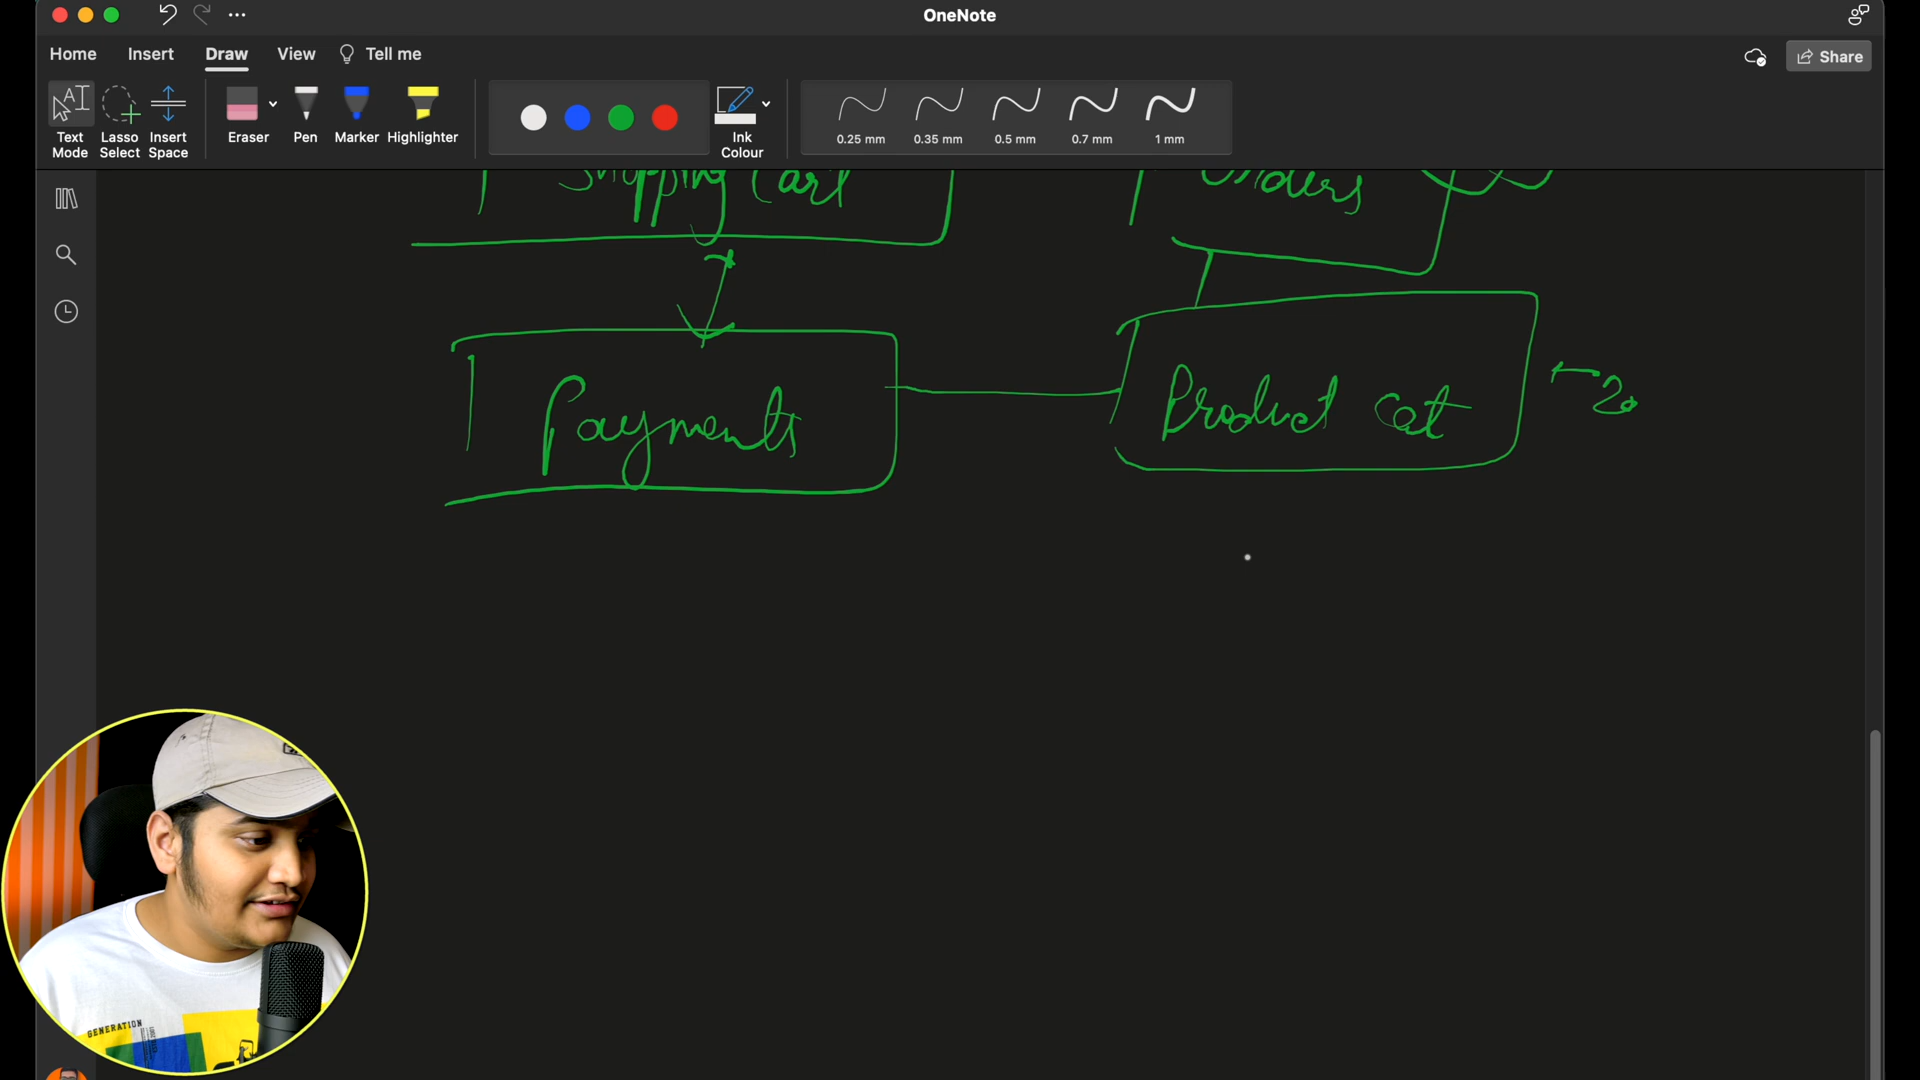 OneNote
Home Insert Draw View Tell me
Share
Text Mode
Lasso Select
Insert Space
Eraser
Pen
Marker
Highlighter
Ink Colour
0.25 mm
0.35 mm
0.5 mm
0.7 mm
1 mm
Shopping Cart
Orders
Payments
Product cat
20
GENERATION